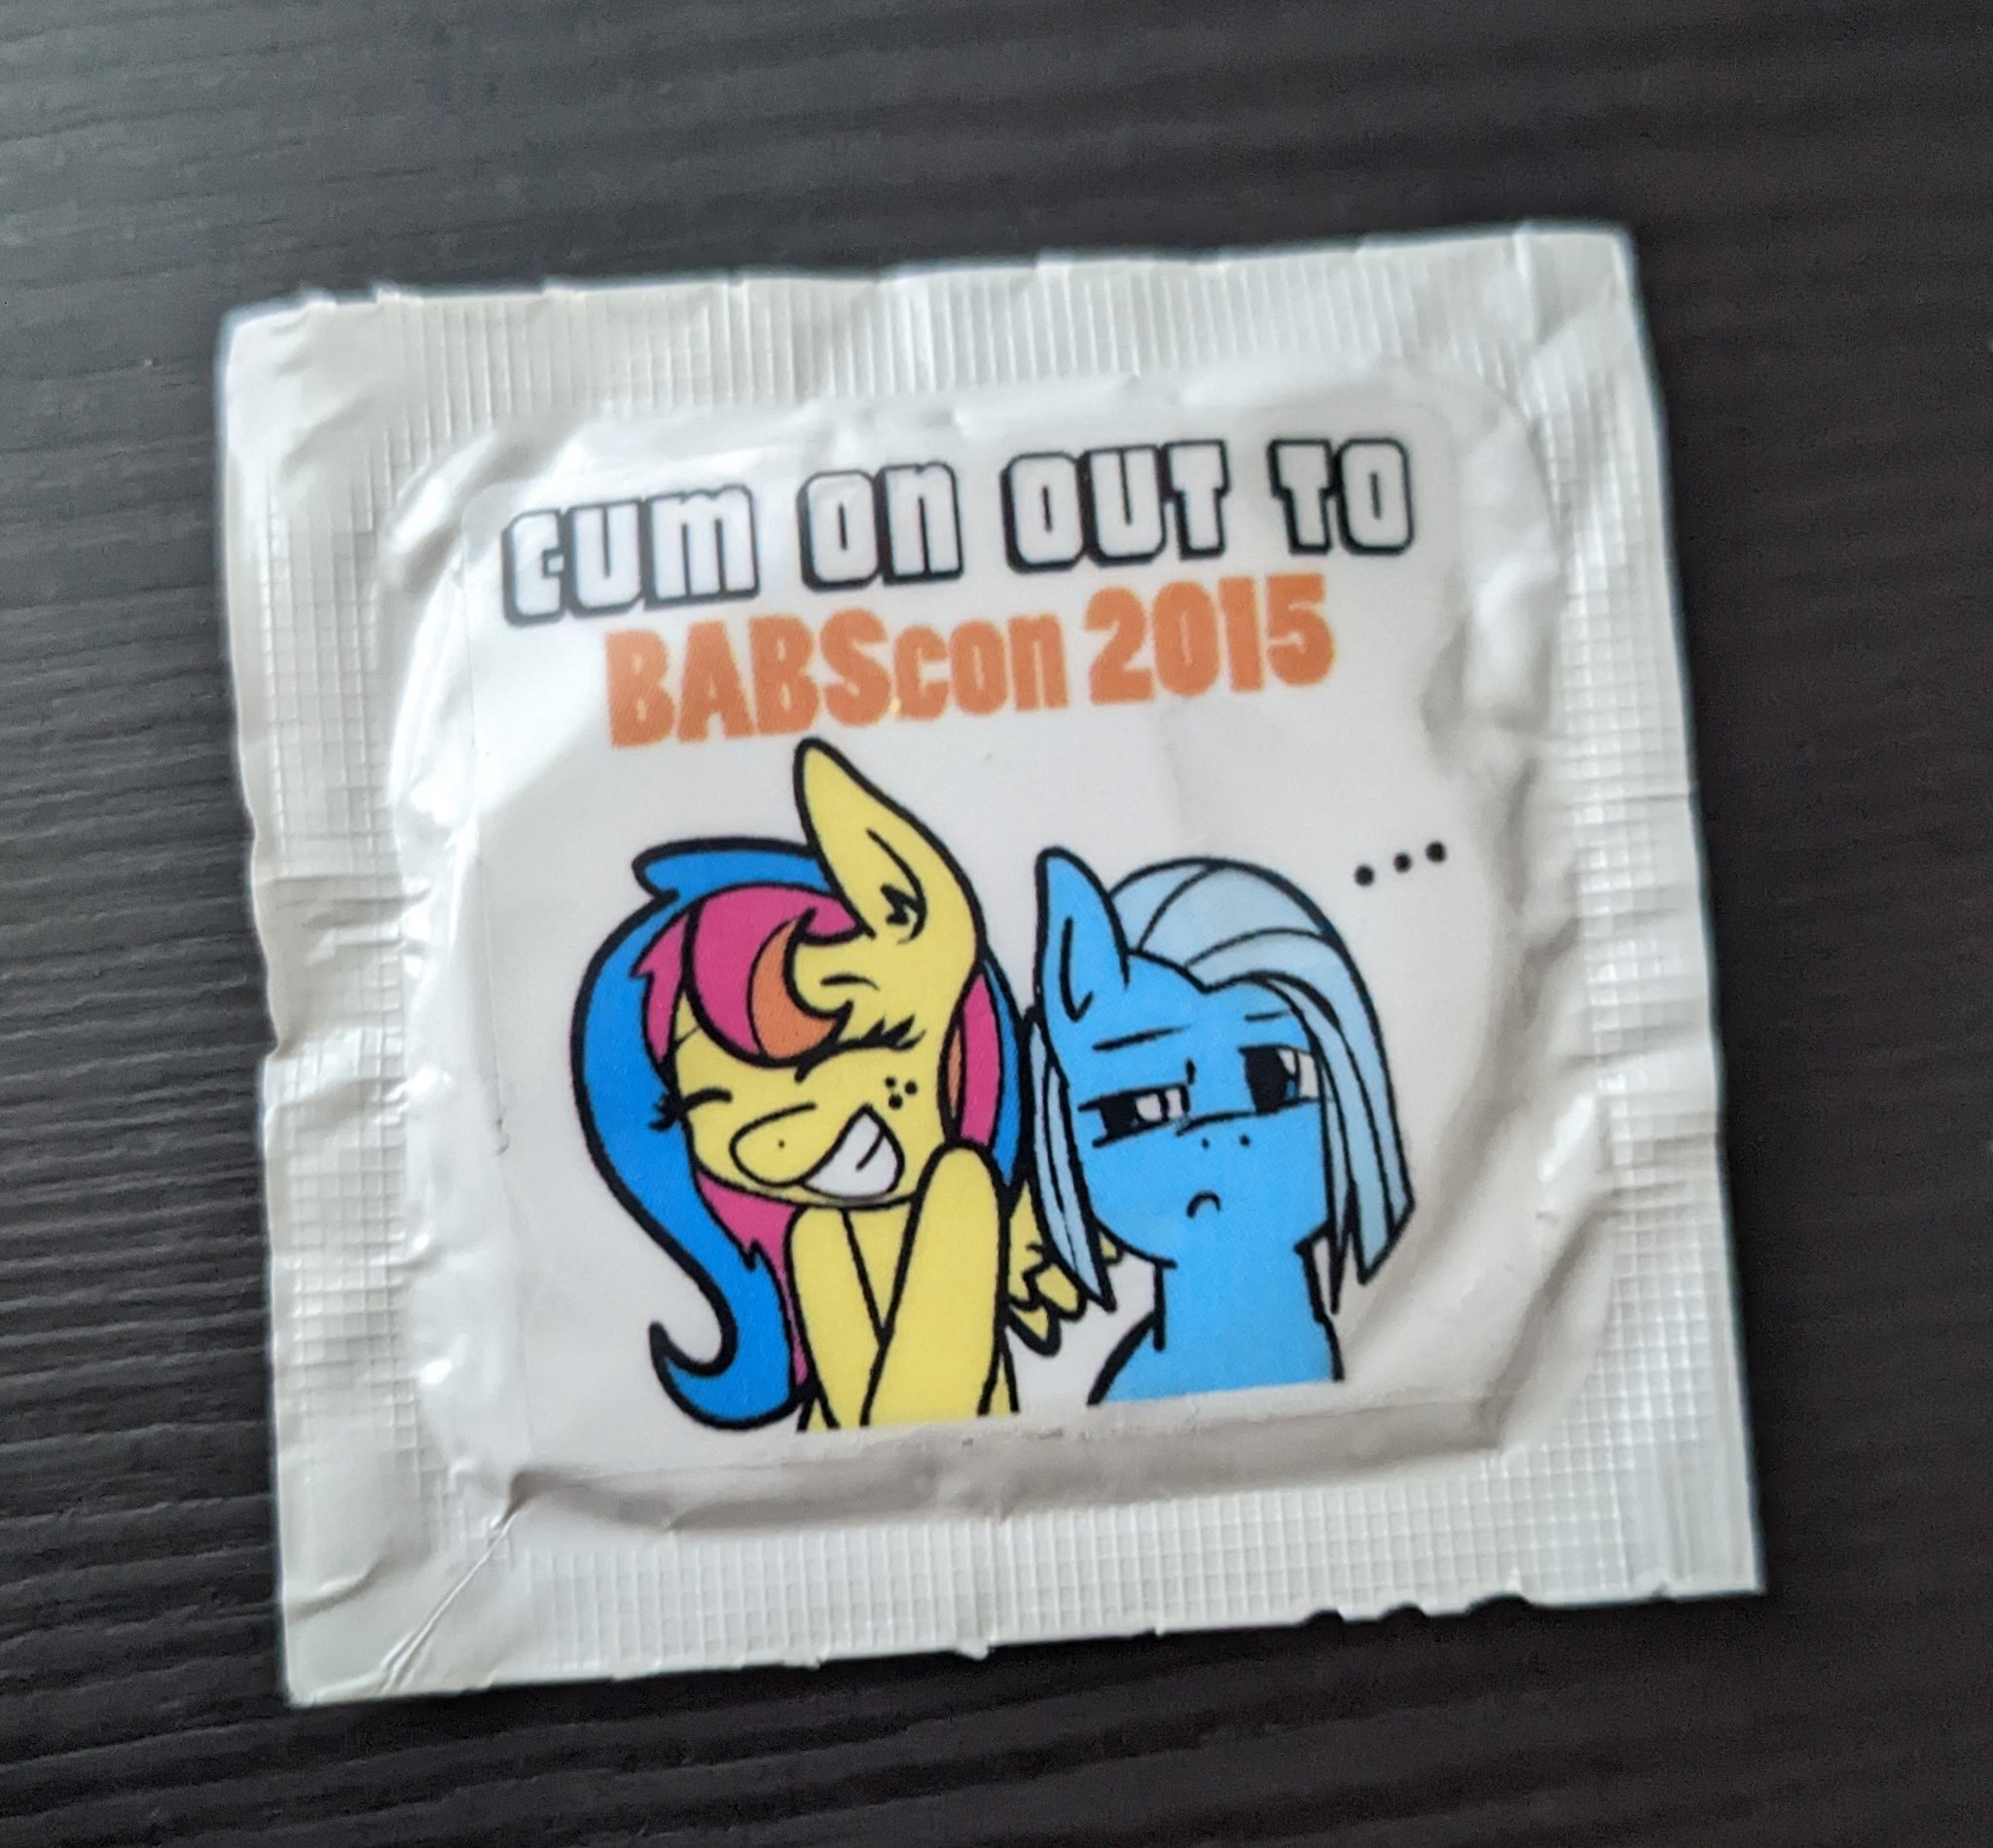 CUM ON OUT TO
BABScon 2015
...